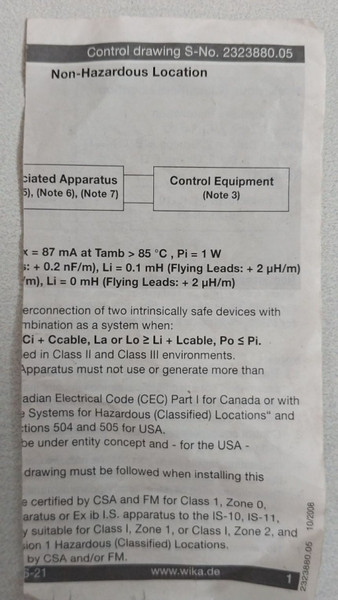 Control drawing S-No. 2323880.05
Non-Hazardous Location
ciated Apparatus
5), (Note 6), (Note 7)
Control Equipment
(Note 3)
x = 87 mA at Tamb > 85 °C , Pi = 1 W
s: + 0.2 nF/m), Li = 0.1 mH (Flying Leads: + 2 μH/m)
/m), Li = 0 mH (Flying Leads: + 2 μH/m)
erconnection of two intrinsically safe devices with
mbination as a system when:
Ci + Ccable, La or Lo ≥ Li + Lcable, Po ≤ Pi.
ed in Class II and Class III environments.
Apparatus must not use or generate more than
adian Electrical Code (CEC) Part I for Canada or with
e Systems for Hazardous (Classified) Locations" and
ctions 504 and 505 for USA.
be under entity concept and - for the USA -
drawing must be followed when installing this
e certified by CSA and FM for Class 1, Zone 0,
aratus or Ex ib I.S. apparatus to the IS-10, IS-11,
y suitable for Class I, Zone 1, or Class I, Zone 2, and
sion 1 Hazardous (Classified) Locations.
by CSA and/or FM.
5-21
www.wika.de
1
2323880.05 10/2008